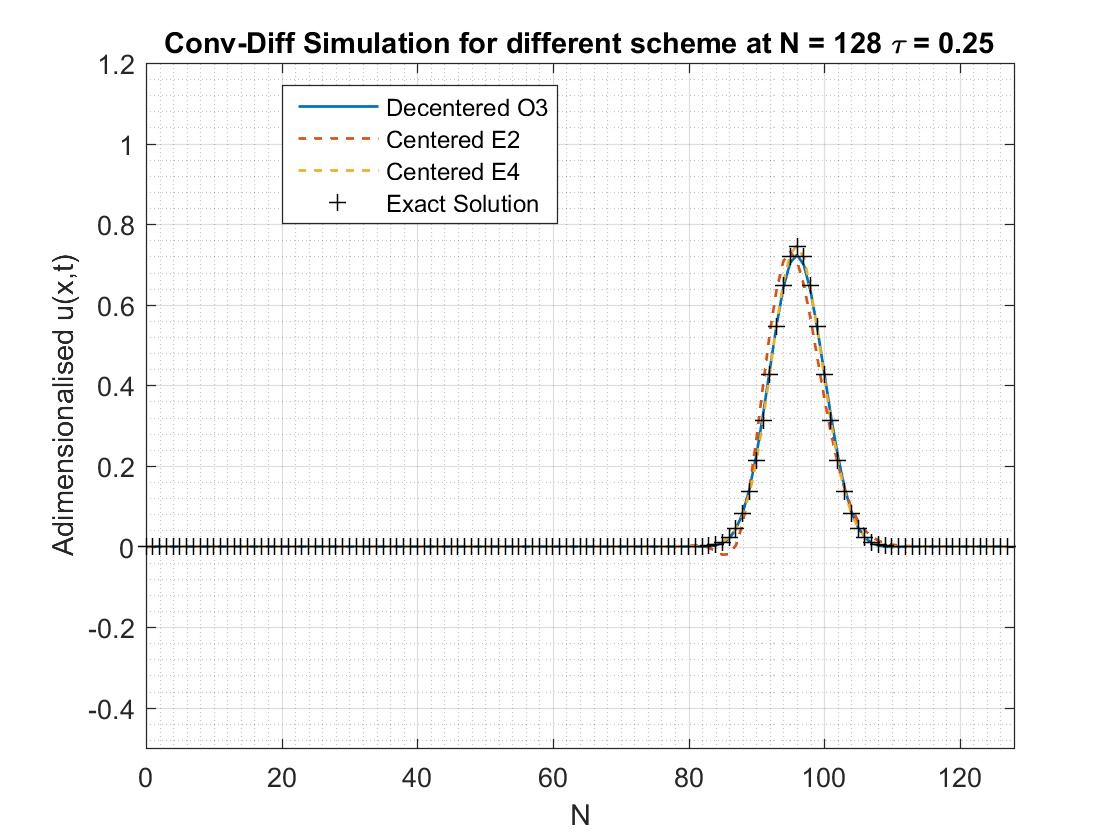 Conv-Diff Simulation for different scheme at N = 128 τ = 0.25
Decentered O3
Centered E2
Centered E4
Exact Solution
Adimensionalised u(x,t)
1.2
1
0.8
0.6
0.4
0.2
0
-0.2
-0.4
0 20 40 60 80 100 120
N